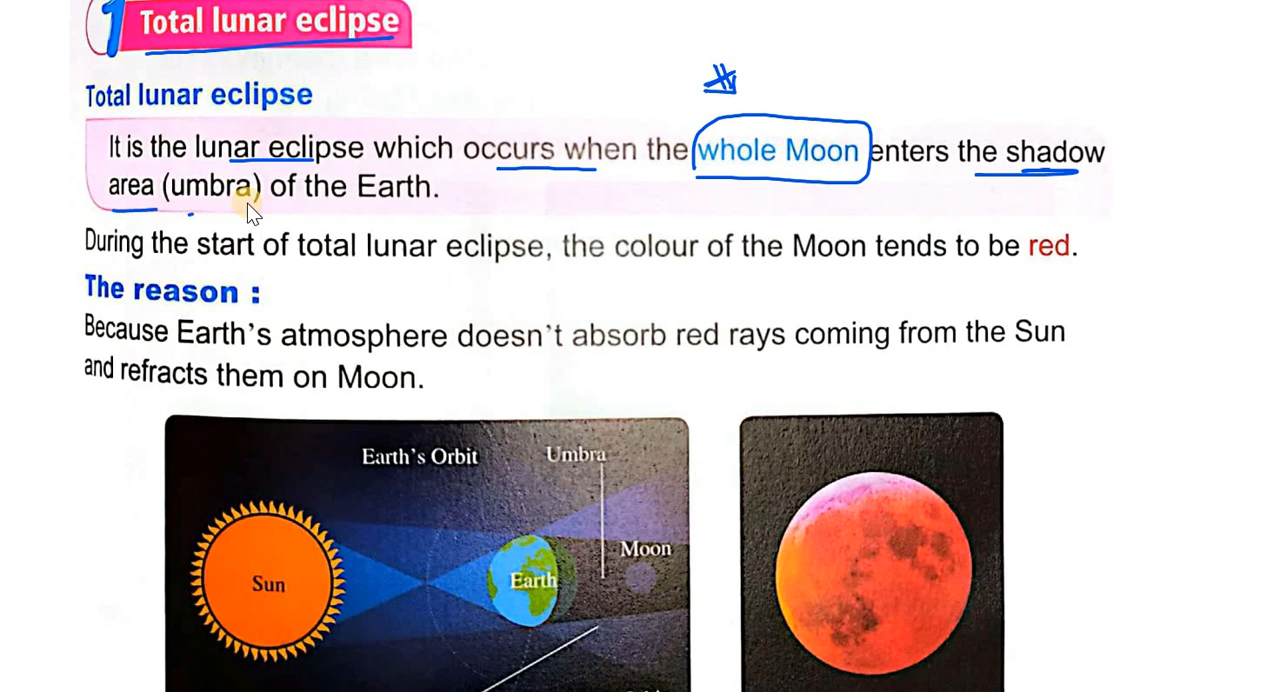 1 Total lunar eclipse
Total lunar eclipse
It is the lunar eclipse which occurs when the whole Moon enters the shadow
area (umbra) of the Earth.
During the start of total lunar eclipse, the colour of the Moon tends to be red.
The reason :
Because Earth's atmosphere doesn't absorb red rays coming from the Sun
and refracts them on Moon.
Earth's Orbit
Umbra
Moon
Sun
Earth